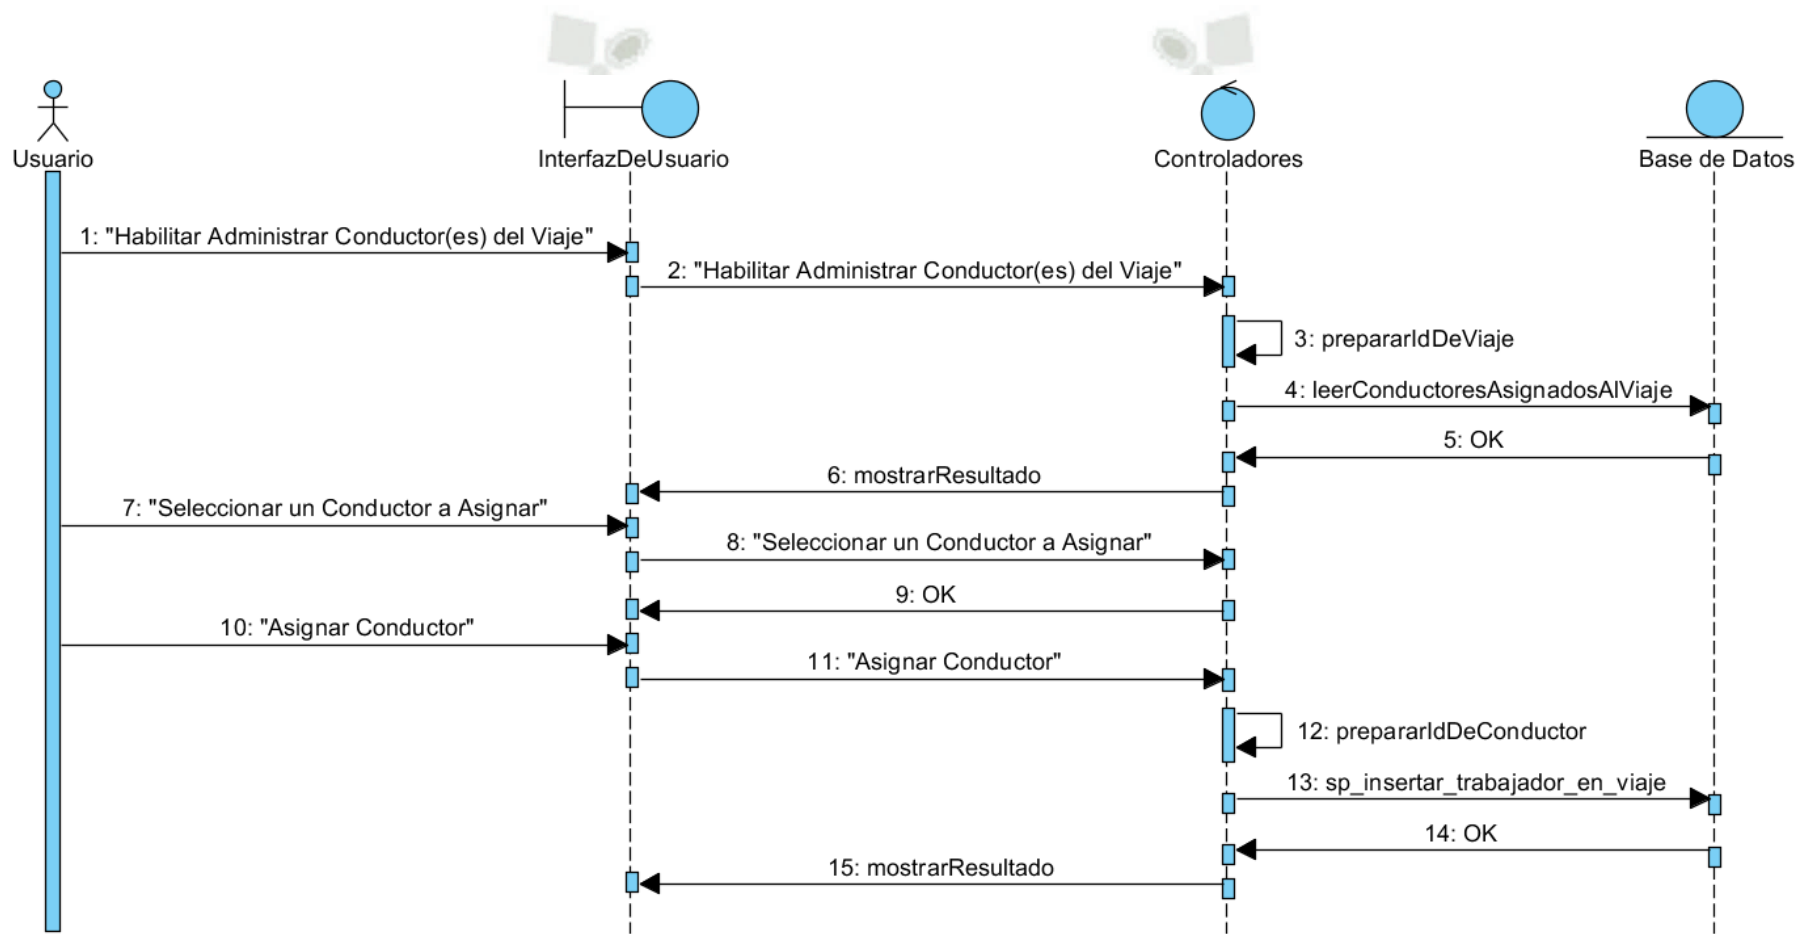 Usuario
InterfazDeUsuario
Controladores
Base de Datos
1: "Habilitar Administrar Conductor(es) del Viaje"
2: "Habilitar Administrar Conductor(es) del Viaje"
3: prepararIdDeViaje
4: leerConductoresAsignadosAlViaje
5: OK
6: mostrarResultado
7: "Seleccionar un Conductor a Asignar"
8: "Seleccionar un Conductor a Asignar"
9: OK
10: "Asignar Conductor"
11: "Asignar Conductor"
12: prepararIdDeConductor
13: sp_insertar_trabajador_en_viaje
14: OK
15: mostrarResultado